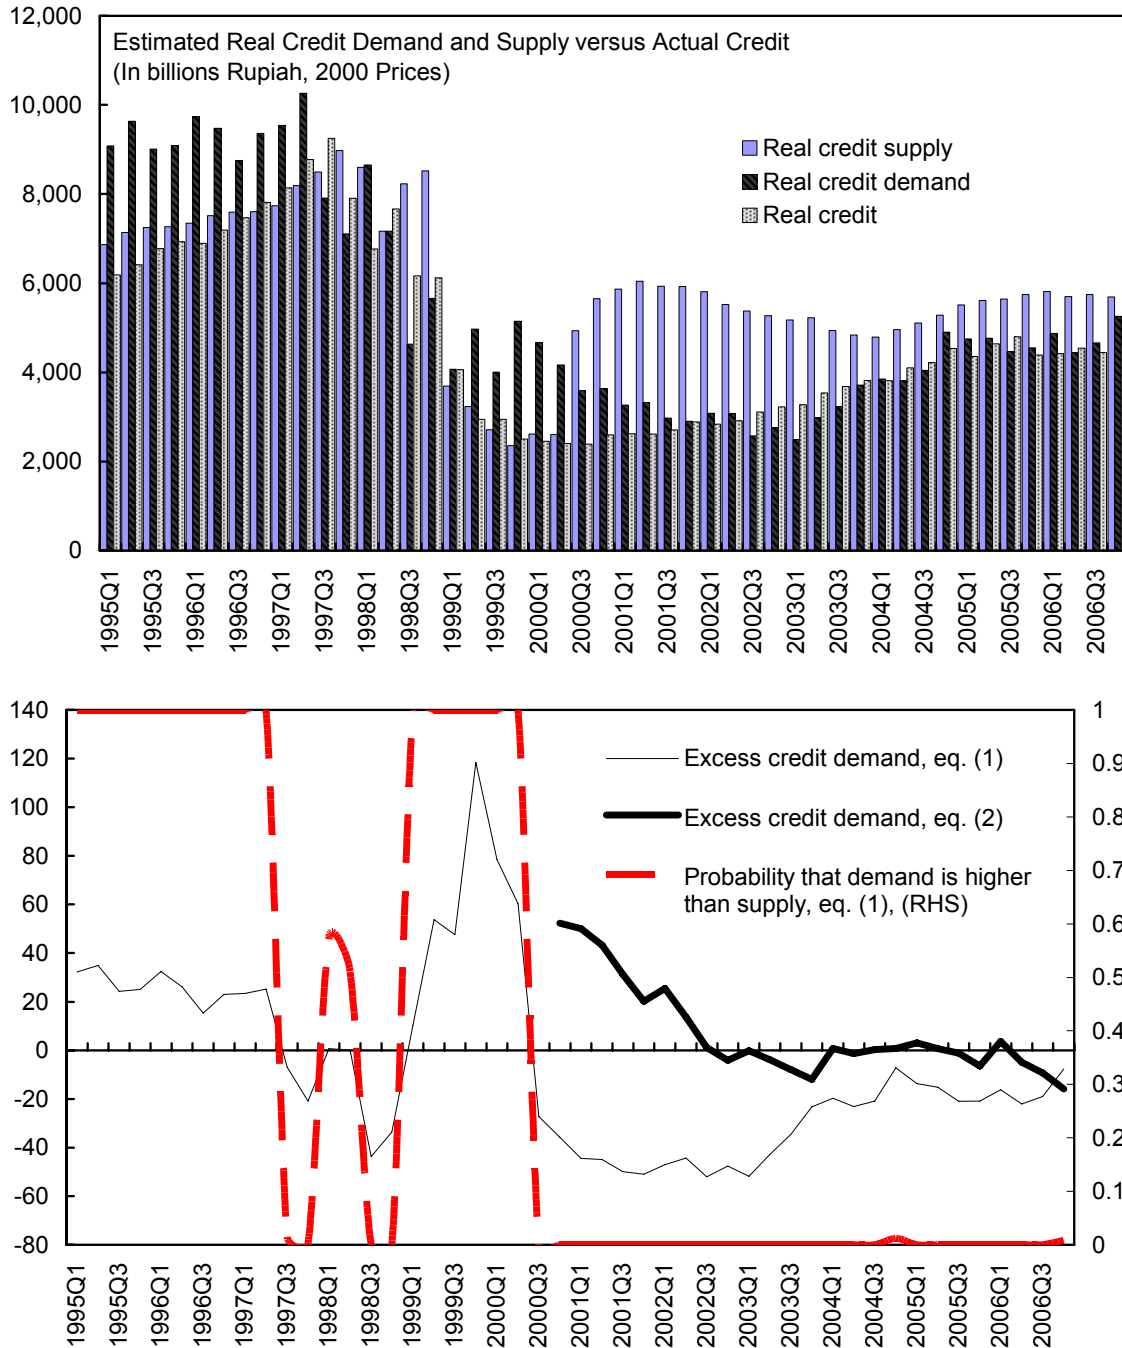 12,000
10,000
8,000
6,000
4,000
2,000
0
Estimated Real Credit Demand and Supply versus Actual Credit
(In billions Rupiah, 2000 Prices)
Real credit supply
Real credit demand
Real credit
1995Q1
1995Q3
1996Q1
1996Q3
1997Q1
1997Q3
1998Q1
1998Q3
1999Q1
1999Q3
2000Q1
2000Q3
2001Q1
2001Q3
2002Q1
2002Q3
2003Q1
2003Q3
2004Q1
2004Q3
2005Q1
2005Q3
2006Q1
2006Q3
140
120
100
80
60
40
20
0
-20
-40
-60
-80
Excess credit demand, eq. (1)
Excess credit demand, eq. (2)
Probability that demand is higher
than supply, eq. (1), (RHS)
1
0.9
0.8
0.7
0.6
0.5
0.4
0.3
0.2
0.1
0
1995Q1
1995Q3
1996Q1
1996Q3
1997Q1
1997Q3
1998Q1
1998Q3
1999Q1
1999Q3
2000Q1
2000Q3
2001Q1
2001Q3
2002Q1
2002Q3
2003Q1
2003Q3
2004Q1
2004Q3
2005Q1
2005Q3
2006Q1
2006Q3